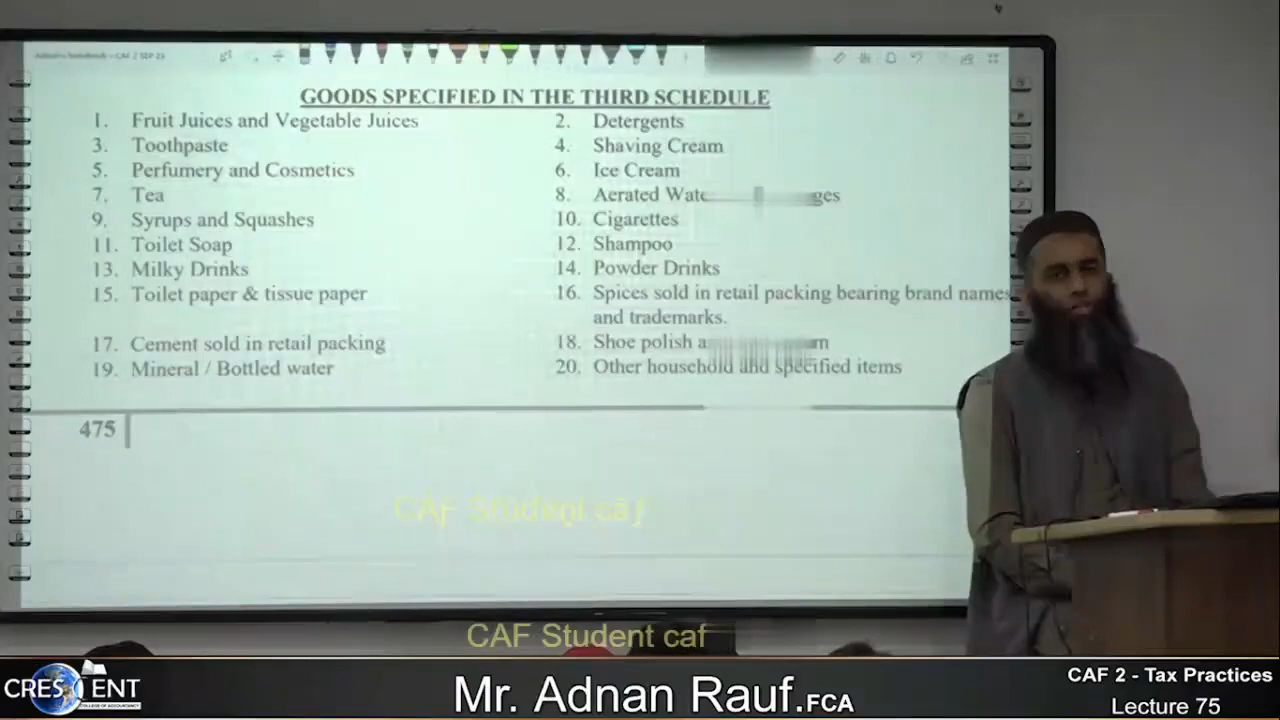 GOODS SPECIFIED IN THE THIRD SCHEDULE
1. Fruit Juices and Vegetable Juices
2. Detergents
3. Toothpaste
4. Shaving Cream
5. Perfumery and Cosmetics
6. Ice Cream
7. Tea
8. Aerated
9. Syrups and Squashes
10. Cigarettes
11. Toilet Soap
12. Shampoo
13. Milky Drinks
14. Powder Drinks
15. Toilet paper & tissue paper
16. Spices sold in retail packing bearing brand names
and trademarks.
17. Cement sold in retail packing
18. Shoe polish
19. Mineral / Bottled water
20. Other household and specified items
475
CAF Student caf
CAF Student caf
CRESCENT
COLLEGE OF ACCOUNTANCY
Mr. Adnan Rauf.FCA
CAF 2 - Tax Practices
Lecture 75